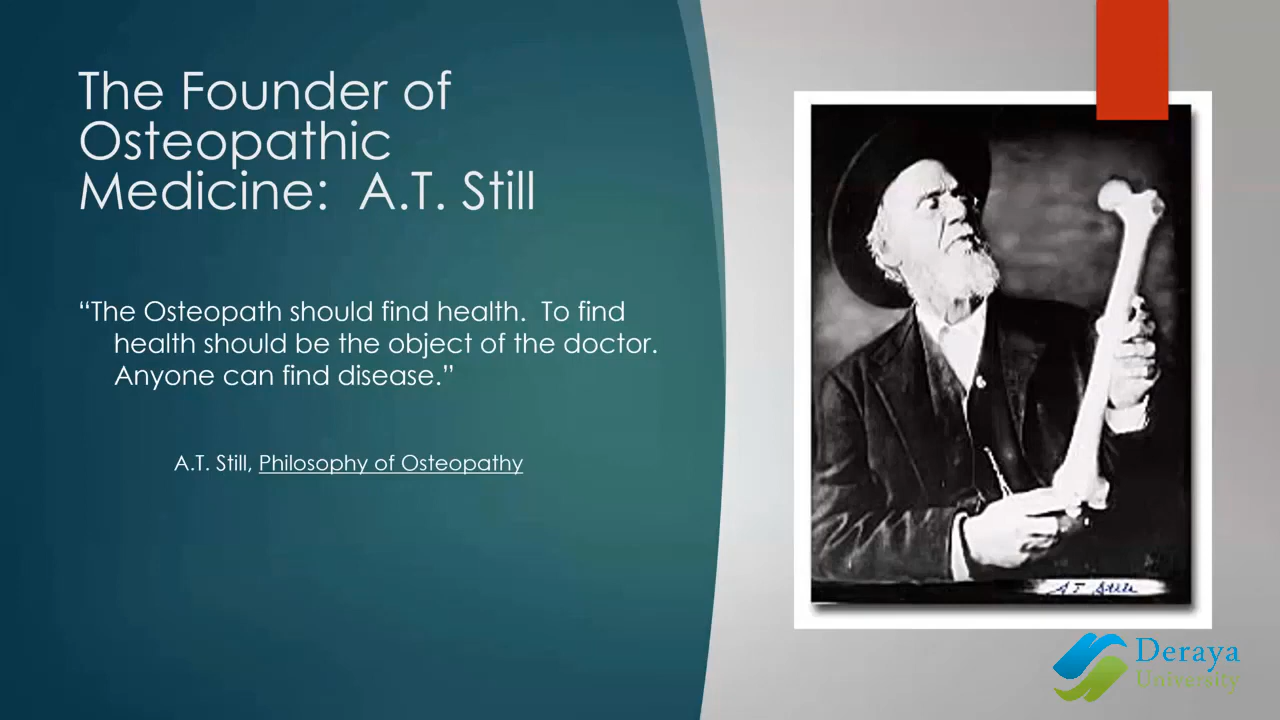 The Founder of
Osteopathic
Medicine:  A.T. Still
“The Osteopath should find health.  To find
health should be the object of the doctor.
Anyone can find disease.”
A.T. Still, Philosophy of Osteopathy
A T Still
Deraya
University